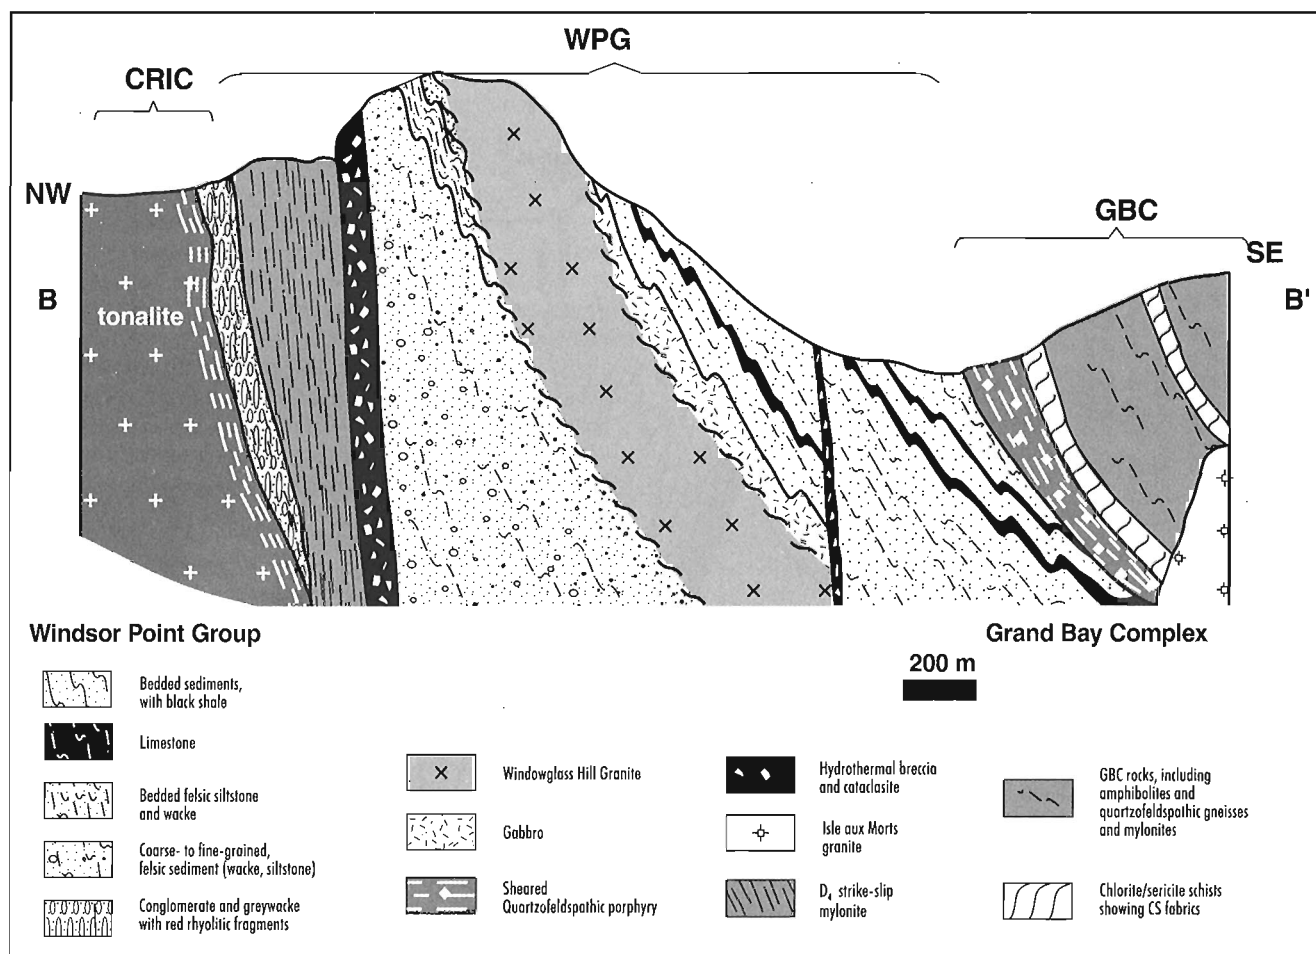 WPG
CRIC
NW
GBC
SE
B
B'
tonalite
Windsor Point Group
Grand Bay Complex
200 m
Bedded sediments,
with black shale
Limestone
Bedded felsic siltstone
and wacke
Coarse- to fine-grained,
felsic sediment (wacke, siltstone)
Conglomerate and greywacke
with red rhyolitic fragments
Windowglass Hill Granite
Gabbro
Sheared
Quartzofeldspathic porphyry
Hydrothermal breccia
and cataclasite
Isle aux Morts
granite
D₄ strike-slip
mylonite
GBC rocks, including
amphibolites and
quartzofeldspathic gneisses
and mylonites
Chlorite/sericite schists
showing CS fabrics